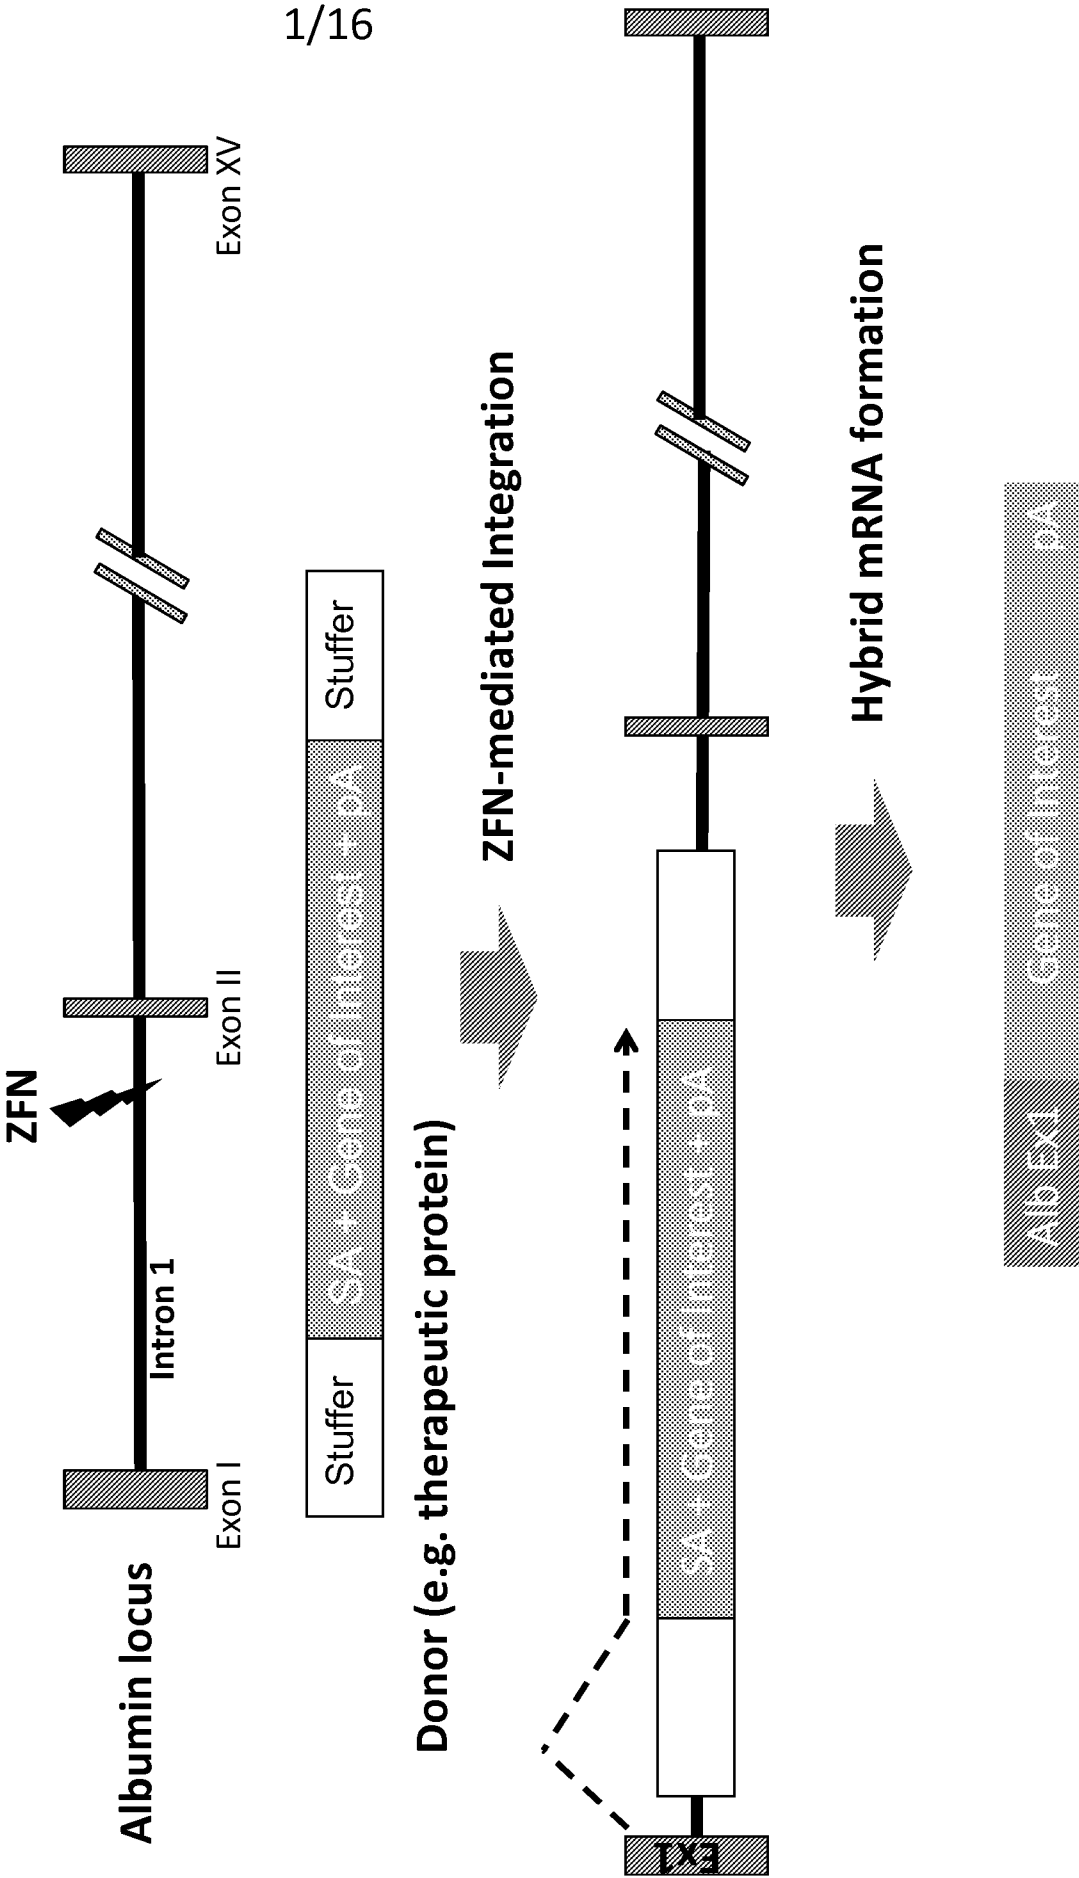 1/16
Albumin locus
ZFN
Intron 1
Exon I
Exon II
Exon XV
Stuffer
SA + Gene of Interest + pA
Stuffer
Donor (e.g. therapeutic protein)
ZFN-mediated Integration
Ex1
SA + Gene of Interest + pA
Hybrid mRNA formation
Alb EX1
Gene of Interest
pA